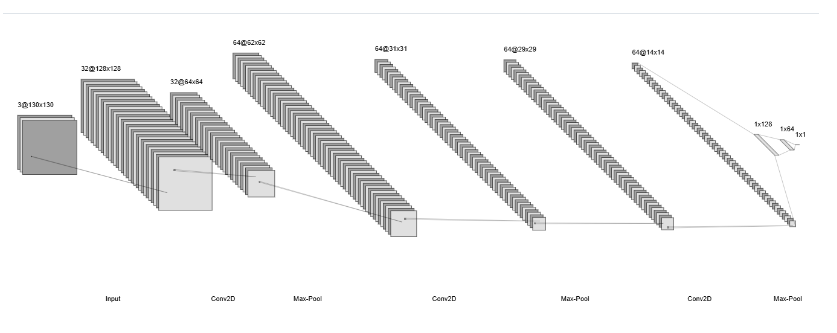 3@130x130
32@128x128
32@64x64
64@62x62
64@31x31
64@29x29
64@14x14
1x128
1x64
1x1
Input
Conv2D
Max-Pool
Conv2D
Max-Pool
Conv2D
Max-Pool